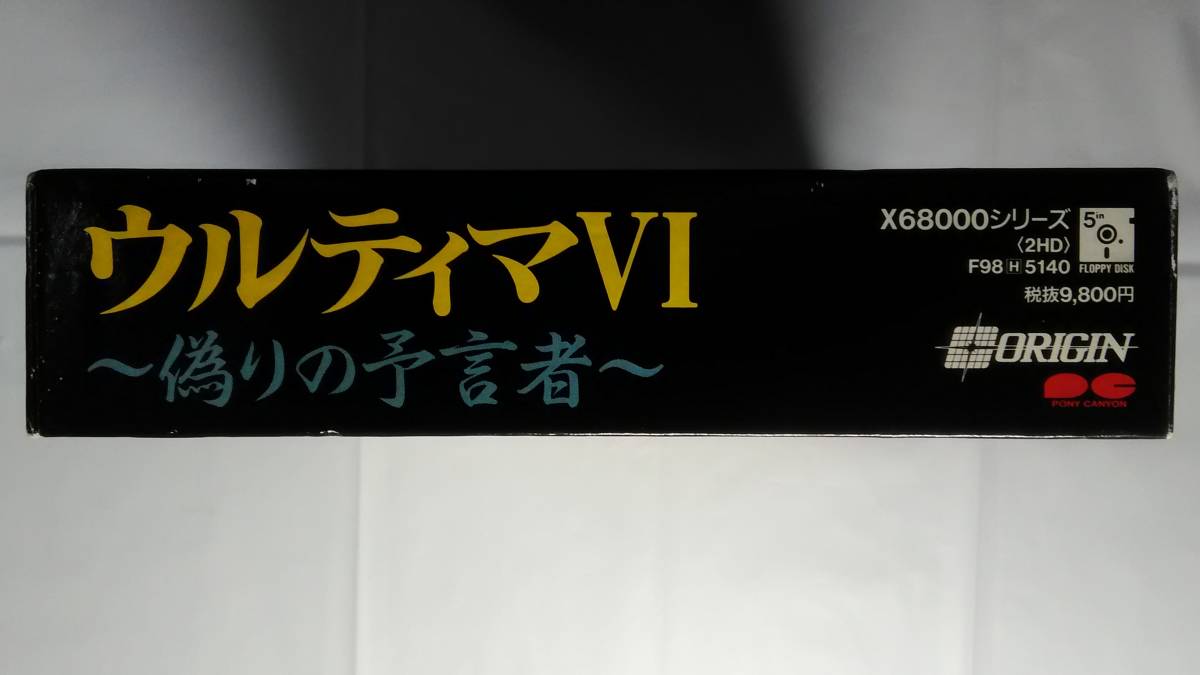 ウルティマVI
～偽りの予言者～
X68000シリーズ
〈2HD〉
F98 H 5140
税抜9,800円
5in
FLOPPY DISK
ORIGIN
PONY CANYON